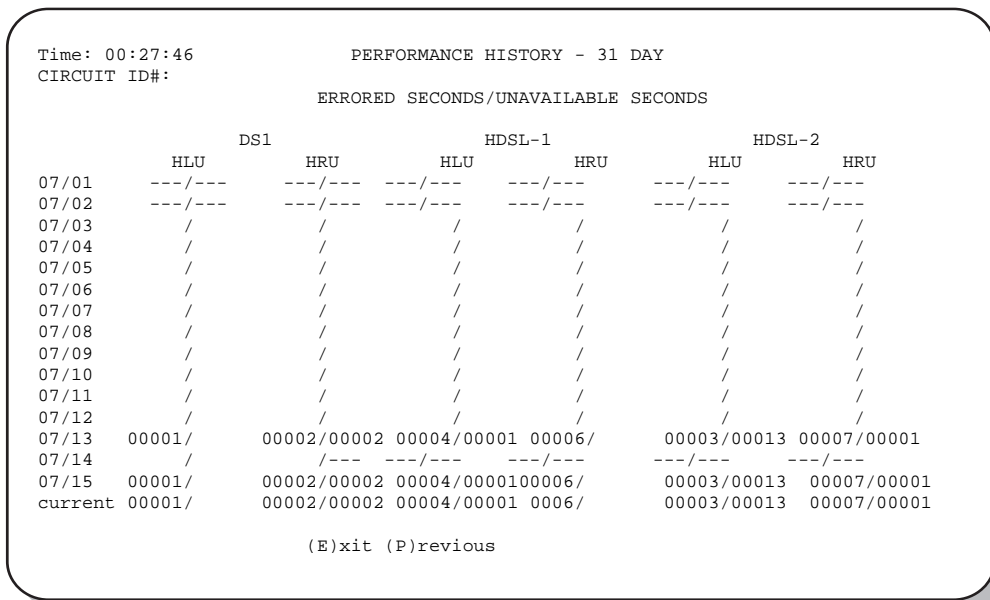 Time: 00:27:46 PERFORMANCE HISTORY - 31 DAY
CIRCUIT ID#:
ERRORED SECONDS/UNAVAILABLE SECONDS
DS1 HDSL-1 HDSL-2
HLU HRU HLU HRU HLU HRU
07/01 ---/--- ---/--- ---/--- ---/--- ---/--- ---/---
07/02 ---/--- ---/--- ---/--- ---/--- ---/--- ---/---
07/03 / / / / / /
07/04 / / / / / /
07/05 / / / / / /
07/06 / / / / / /
07/07 / / / / / /
07/08 / / / / / /
07/09 / / / / / /
07/10 / / / / / /
07/11 / / / / / /
07/12 / / / / / /
07/13 00001/ 00002/00002 00004/00001 00006/ 00003/00013 00007/00001
07/14 / /--- ---/--- ---/--- ---/--- ---/---
07/15 00001/ 00002/00002 00004/0000100006/ 00003/00013 00007/00001
current 00001/ 00002/00002 00004/00001 0006/ 00003/00013 00007/00001
(E)xit (P)revious